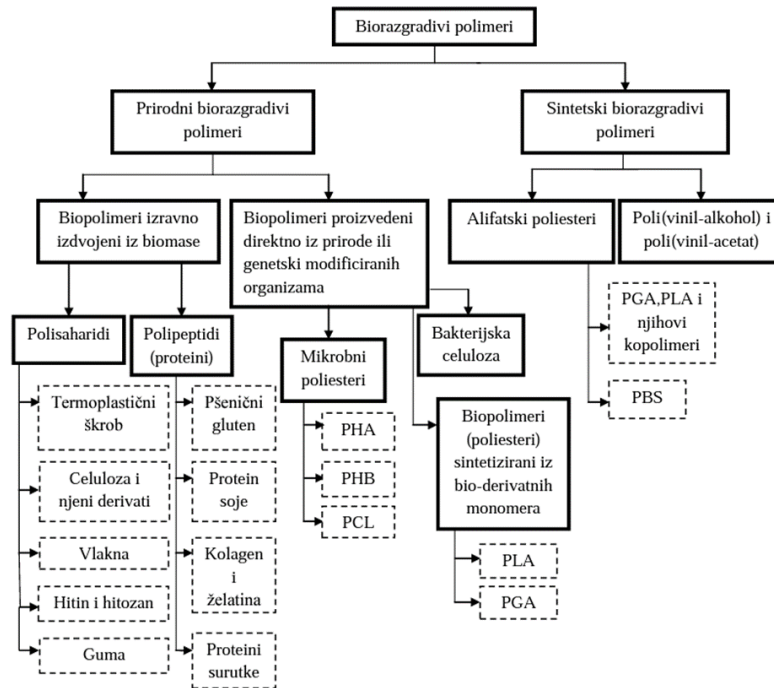 Biorazgradivi polimeri
Prirodni biorazgradivi
polimeri
Sintetski biorazgradivi
polimeri
Biopolimeri izravno
izdvojeni iz biomase
Biopolimeri proizvedeni
direktno iz prirode ili
genetski modificiranih
organizama
Alifatski poliesteri
Poli(vinil-alkohol) i
poli(vinil-acetat)
Polisaharidi
Polipeptidi
(proteini)
Mikrobni
poliesteri
Bakterijska
celuloza
PGA,PLA i
njihovi
kopolimeri
PBS
Termoplastični
škrob
Celuloza i
njeni derivati
Vlakna
Hitin i hitozan
Guma
Pšenični
gluten
Protein
soje
Kolagen
i
želatina
Proteini
surutke
PHA
PHB
PCL
Biopolimeri
(poliesteri)
sintetizirani iz
bio-derivatnih
monomera
PLA
PGA